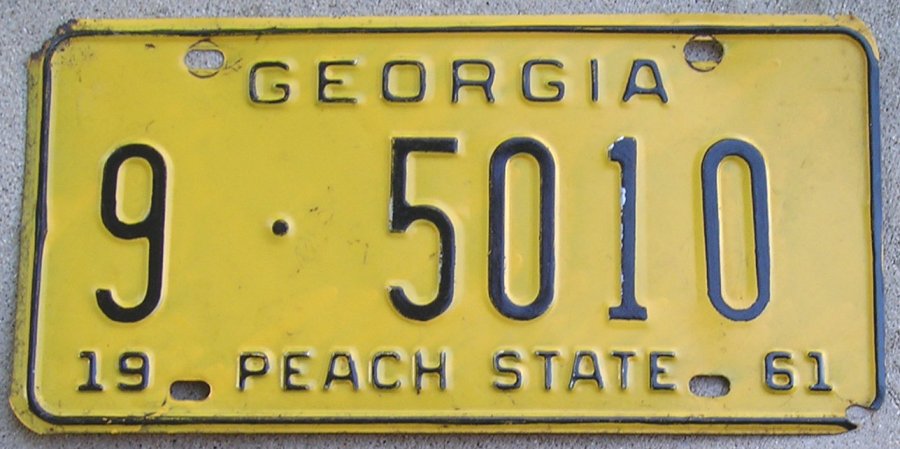 GEORGIA
9 · 5010
19 PEACH STATE 61